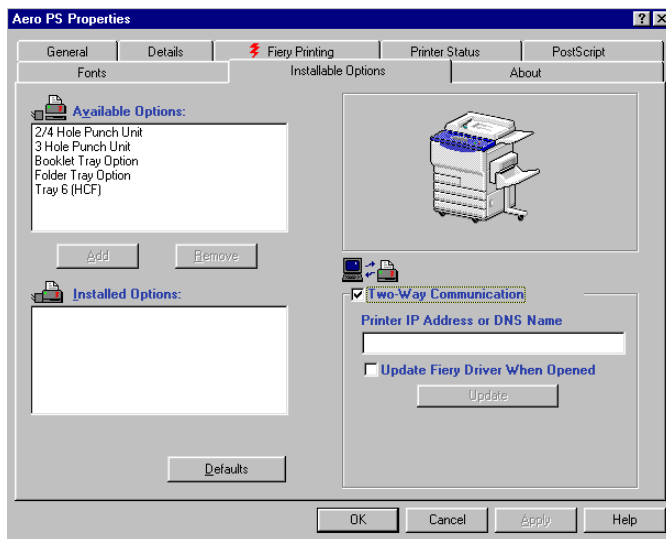 Aero PS Properties
General
Details
Fiery Printing
Printer Status
PostScript
Fonts
Installable Options
About
Available Options:
2/4 Hole Punch Unit
3 Hole Punch Unit
Booklet Tray Option
Folder Tray Option
Tray 6 (HCF)
Add
Remove
Installed Options:
Defaults
Two-Way Communication
Printer IP Address or DNS Name
Update Fiery Driver When Opened
Update
OK
Cancel
Apply
Help